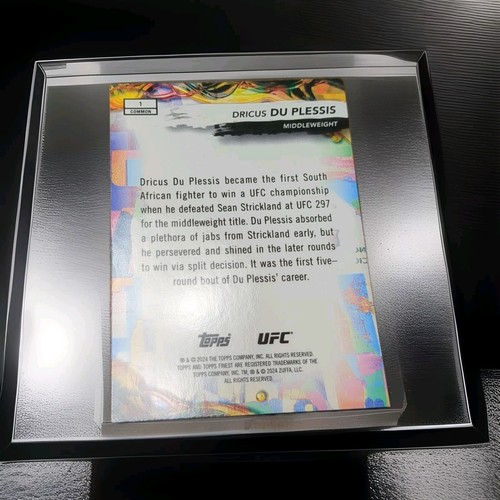 1
COMMON
DRICUS DU PLESSIS
MIDDLEWEIGHT
Dricus Du Plessis became the first South
African fighter to win a UFC championship
when he defeated Sean Strickland at UFC 297
for the middleweight title. Du Plessis absorbed
a plethora of jabs from Strickland early, but
he persevered and shined in the later rounds
to win via split decision. It was the first five-
round bout of Du Plessis' career.
Topps UFC
® & © 2024 THE TOPPS COMPANY, INC. ALL RIGHTS RESERVED.
TOPPS AND TOPPS FINEST ARE REGISTERED TRADEMARKS OF THE
TOPPS COMPANY, INC. TM, ® & © 2024 ZUFFA, LLC.
ALL RIGHTS RESERVED.